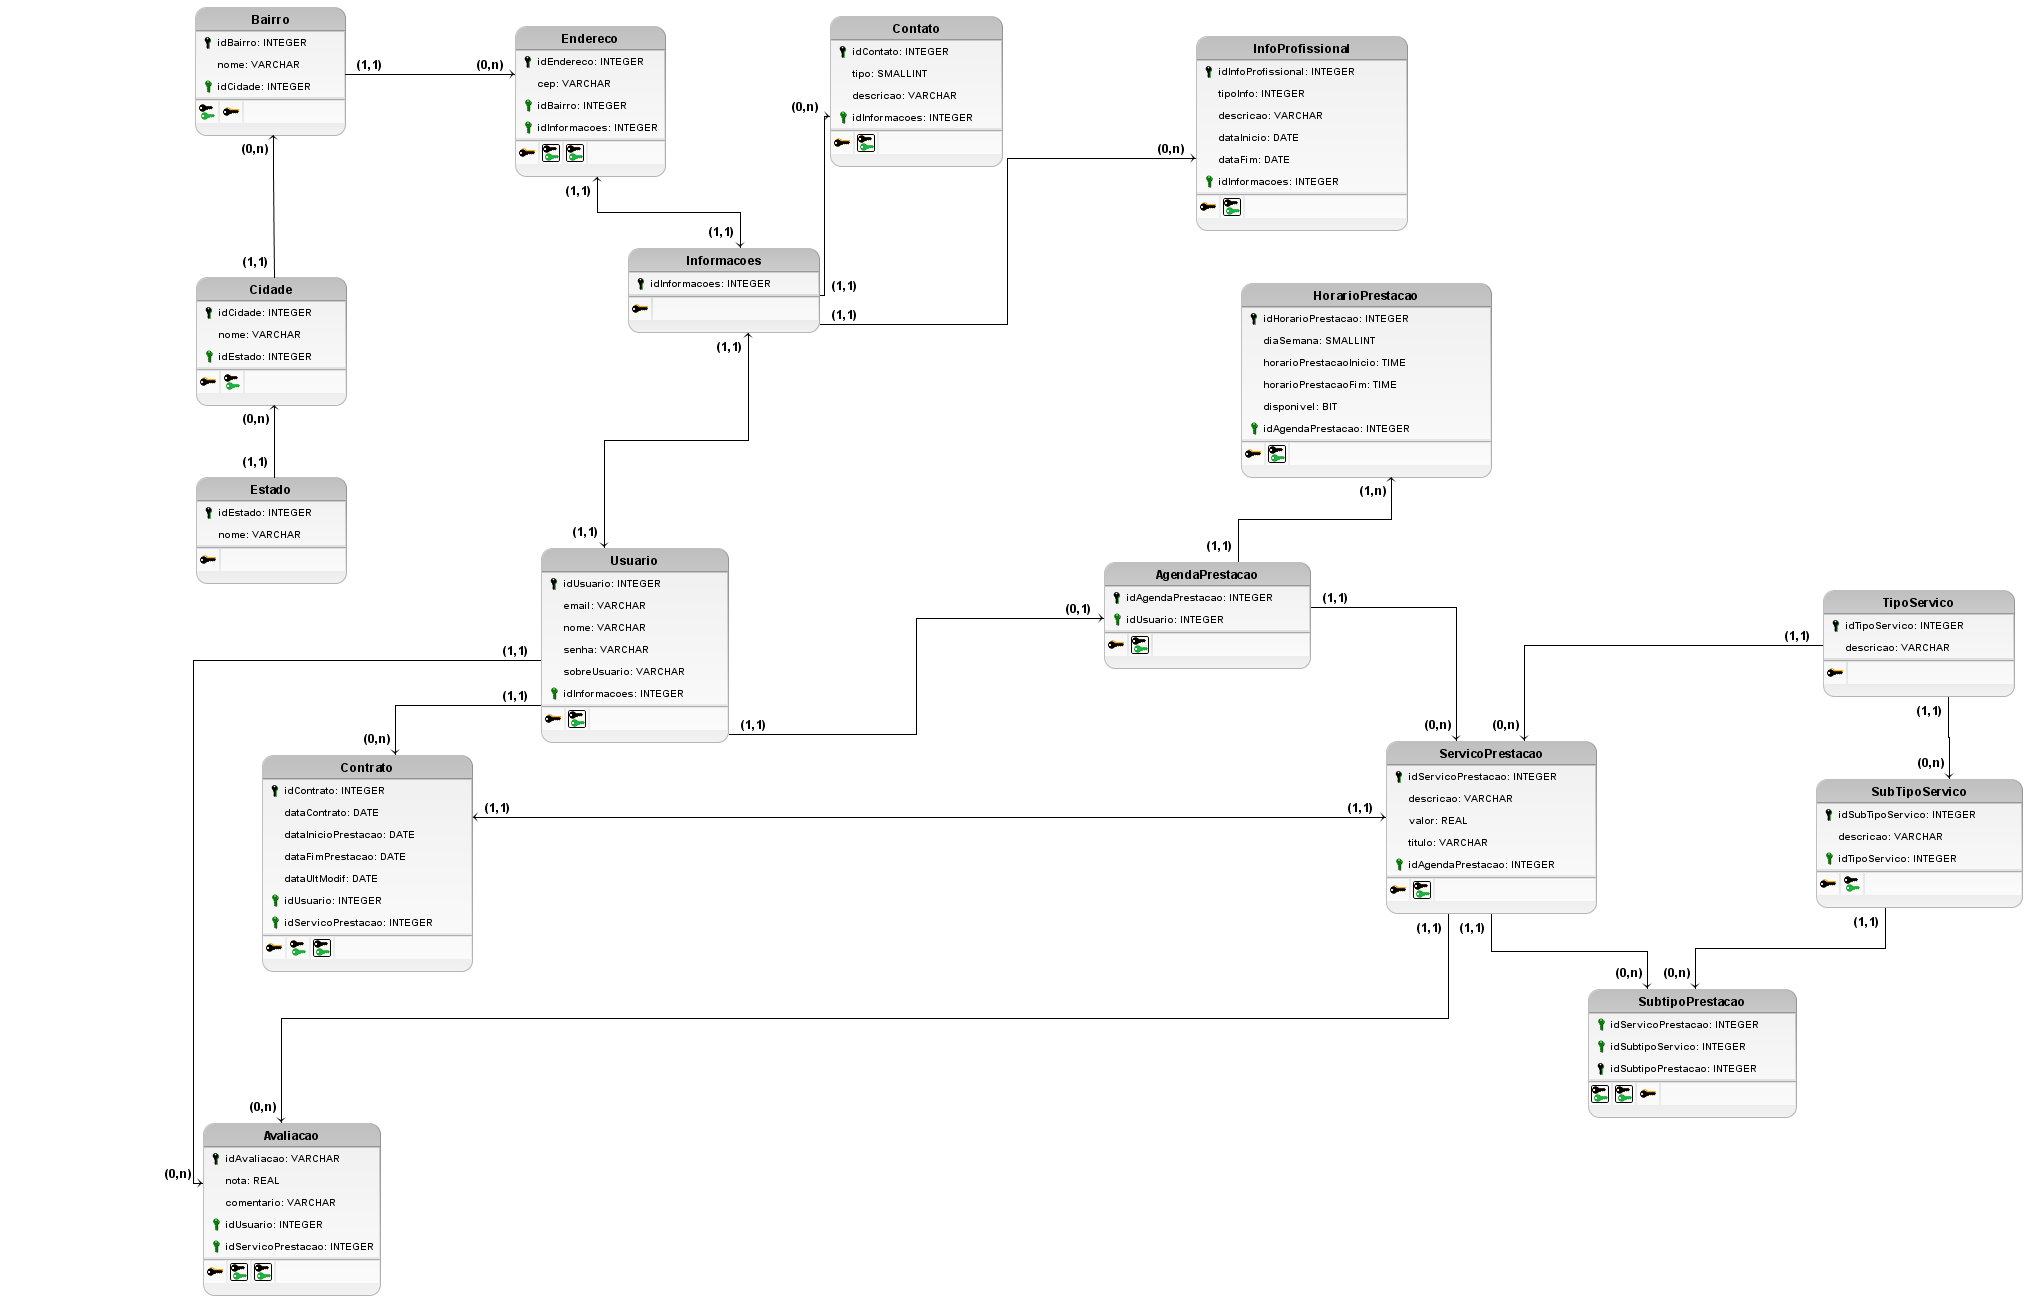 Bairro
idBairro: INTEGER
nome: VARCHAR
idCidade: INTEGER
(1,1)
(0,n)
Endereco
idEndereco: INTEGER
cep: VARCHAR
idBairro: INTEGER
idInformacoes: INTEGER
Contato
idContato: INTEGER
tipo: SMALLINT
descricao: VARCHAR
idInformacoes: INTEGER
(0,n)
InfoProfissional
idInfoProfissional: INTEGER
tipoInfo: INTEGER
descricao: VARCHAR
dataInicio: DATE
dataFim: DATE
idInformacoes: INTEGER
(0,n)
(0,n)
(1,1)
(1,1)
(1,1)
Informacoes
idInformacoes: INTEGER
(1,1)
(1,1)
(1,1)
Cidade
idCidade: INTEGER
nome: VARCHAR
idEstado: INTEGER
(0,n)
(1,1)
Estado
idEstado: INTEGER
nome: VARCHAR
HorarioPrestacao
idHorarioPrestacao: INTEGER
diaSemana: SMALLINT
horarioPrestacaoInicio: TIME
horarioPrestacaoFim: TIME
disponivel: BIT
idAgendaPrestacao: INTEGER
(1,n)
(1,1)
(1,1)
Usuario
idUsuario: INTEGER
email: VARCHAR
nome: VARCHAR
senha: VARCHAR
sobreUsuario: VARCHAR
idInformacoes: INTEGER
(1,1)
(1,1)
(1,1)
(0,1)
AgendaPrestacao
idAgendaPrestacao: INTEGER
idUsuario: INTEGER
(1,1)
(0,n)
TipoServico
idTipoServico: INTEGER
descricao: VARCHAR
(1,1)
(0,n)
(1,1)
(0,n)
(0,n)
Contrato
idContrato: INTEGER
dataContrato: DATE
dataInicioPrestacao: DATE
dataFimPrestacao: DATE
dataUltModif: DATE
idUsuario: INTEGER
idServicoPrestacao: INTEGER
(1,1)
(1,1)
ServicoPrestacao
idServicoPrestacao: INTEGER
descricao: VARCHAR
valor: REAL
titulo: VARCHAR
idAgendaPrestacao: INTEGER
SubTipoServico
idSubTipoServico: INTEGER
descricao: VARCHAR
idTipoServico: INTEGER
(1,1)
(1,1)
(1,1)
(0,n)
(0,n)
SubtipoPrestacao
idServicoPrestacao: INTEGER
idSubtipoServico: INTEGER
idSubtipoPrestacao: INTEGER
(0,n)
(0,n)
Avaliacao
idAvaliacao: VARCHAR
nota: REAL
comentario: VARCHAR
idUsuario: INTEGER
idServicoPrestacao: INTEGER